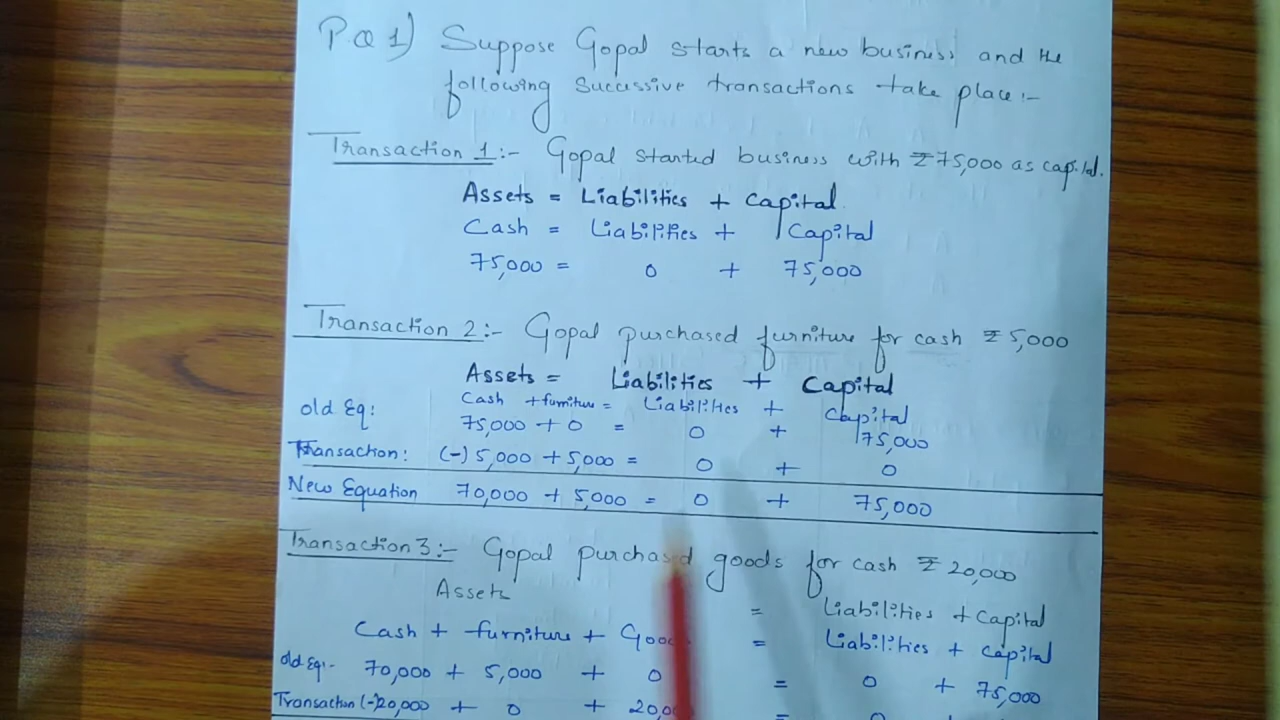 P Q 1) Suppose Gopal starts a new business and the
following Successive transactions take place :-
Transaction 1:- Gopal started business with ₹75,000 as capital.
Assets = Liabilities + Capital
Cash = Liabilities + Capital
75,000 = 0 + 75,000
Transaction 2:- Gopal purchased furniture for cash ₹ 5,000
Assets = Liabilities + Capital
Cash + furniture = Liabilities + Capital
old Eq: 75,000 + 0 = 0 + 75,000
Transaction: (-) 5,000 + 5,000 = 0 + 0
New Equation 70,000 + 5,000 = 0 + 75,000
Transaction 3:- Gopal purchased goods for cash ₹ 20,000
Assets = Liabilities + Capital
Cash + furniture + = Liabilities + Capital
old Eq:- 70,000 + 5,000 + 0 = 0 + 75,000
Transaction (-)20,000 + 0 + =